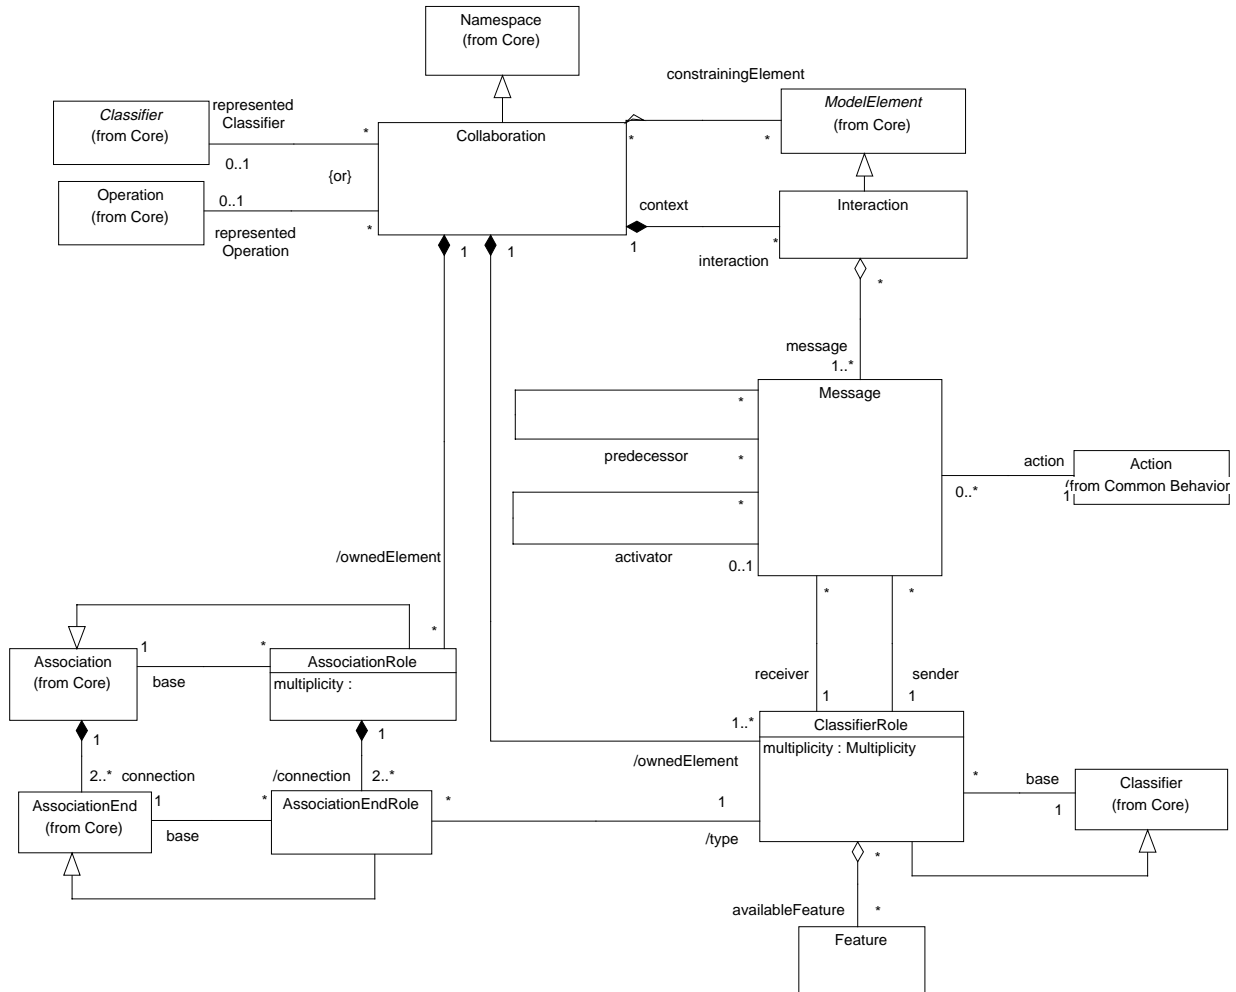 Namespace
(from Core)
constrainingElement
Classifier
(from Core)
represented
Classifier
*
0..1
Collaboration
*
*
ModelElement
(from Core)
{or}
Operation
(from Core)
0..1
represented
Operation
*
context
1
interaction
*
Interaction
1
1
*
message
1..*
Message
*
predecessor
*
*
activator
0..1
action
0..*
1
Action
(from Common Behavior
/ownedElement
*
*
*
receiver
1
sender
1
Association
(from Core)
1
base
*
AssociationRole
multiplicity :
1
2..*
connection
1
/connection
2..*
1..*
/ownedElement
ClassifierRole
multiplicity : Multiplicity
*
base
1
Classifier
(from Core)
AssociationEnd
(from Core)
1
base
*
AssociationEndRole
*
1
/type
*
availableFeature
*
Feature